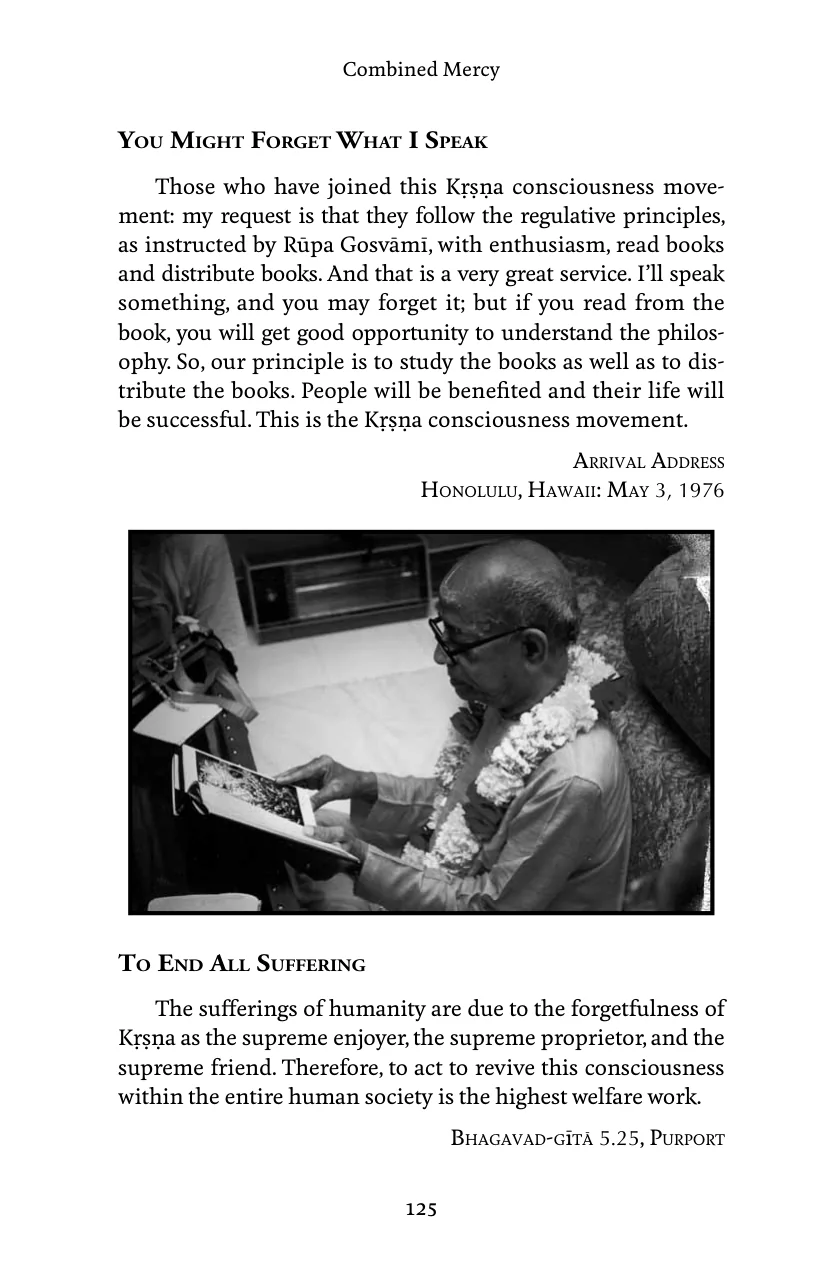 Combined Mercy
You Might Forget What I Speak
Those who have joined this Kṛṣṇa consciousness move-
ment: my request is that they follow the regulative principles,
as instructed by Rūpa Gosvāmī, with enthusiasm, read books
and distribute books. And that is a very great service. I’ll speak
something, and you may forget it; but if you read from the
book, you will get good opportunity to understand the philos-
ophy. So, our principle is to study the books as well as to dis-
tribute the books. People will be benefited and their life will
be successful. This is the Kṛṣṇa consciousness movement.
Arrival Address
Honolulu, Hawaii: May 3, 1976
To End All Suffering
The sufferings of humanity are due to the forgetfulness of
Kṛṣṇa as the supreme enjoyer, the supreme proprietor, and the
supreme friend. Therefore, to act to revive this consciousness
within the entire human society is the highest welfare work.
Bhagavad-gītā 5.25, Purport
125